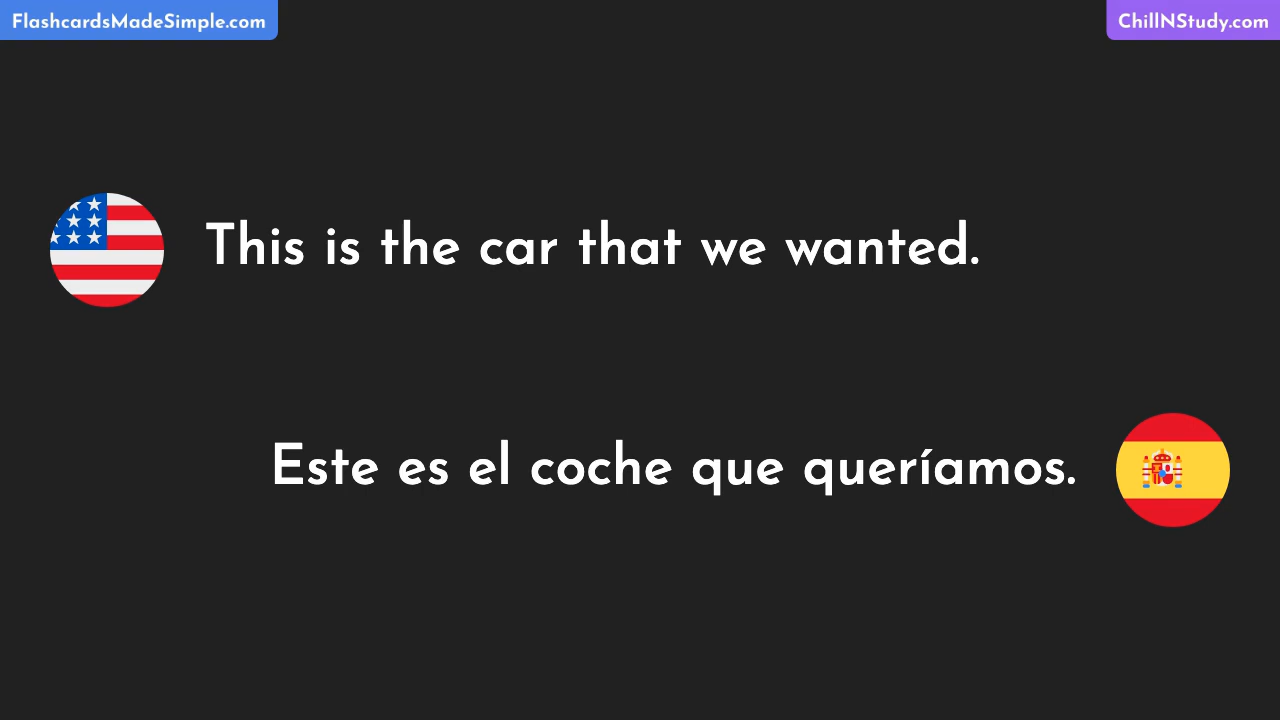 FlashcardsMadeSimple.com
ChillNStudy.com
This is the car that we wanted.
Este es el coche que queríamos.